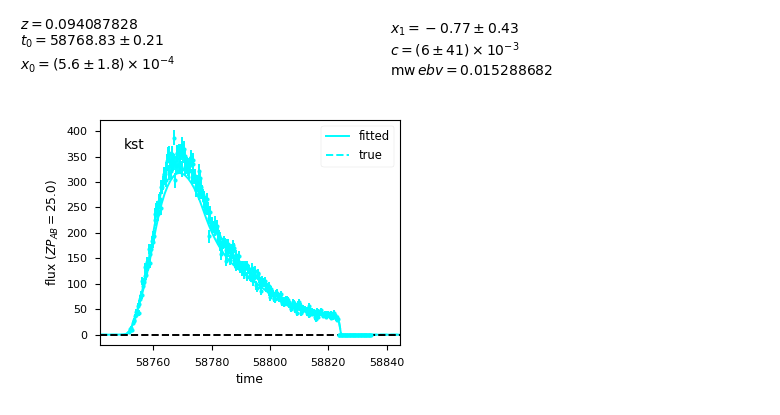 z = 0.094087828
t₀ = 58768.83 ± 0.21
x₀ = (5.6 ± 1.8) × 10⁻⁴
x₁ = −0.77 ± 0.43
c = (6 ± 41) × 10⁻³
mw ebv = 0.015288682
400
350
300
250
200
150
100
50
0
flux (ZP_AB = 25.0)
kst
fitted
true
58760 58780 58800 58820 58840
time